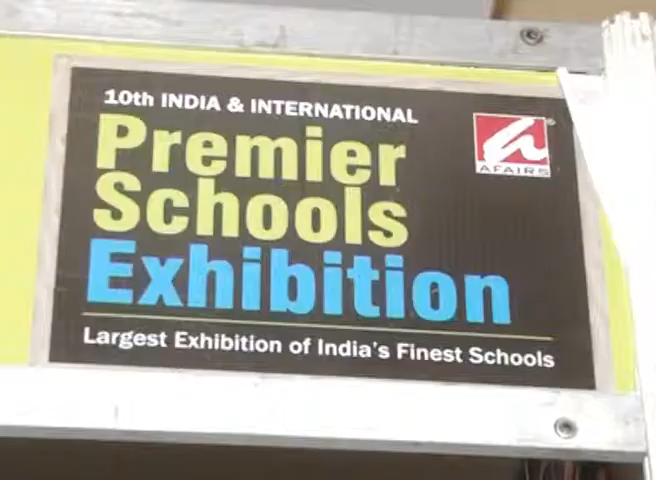 10th INDIA & INTERNATIONAL
Premier
Schools
Exhibition
Largest Exhibition of India's Finest Schools
AFAIRS